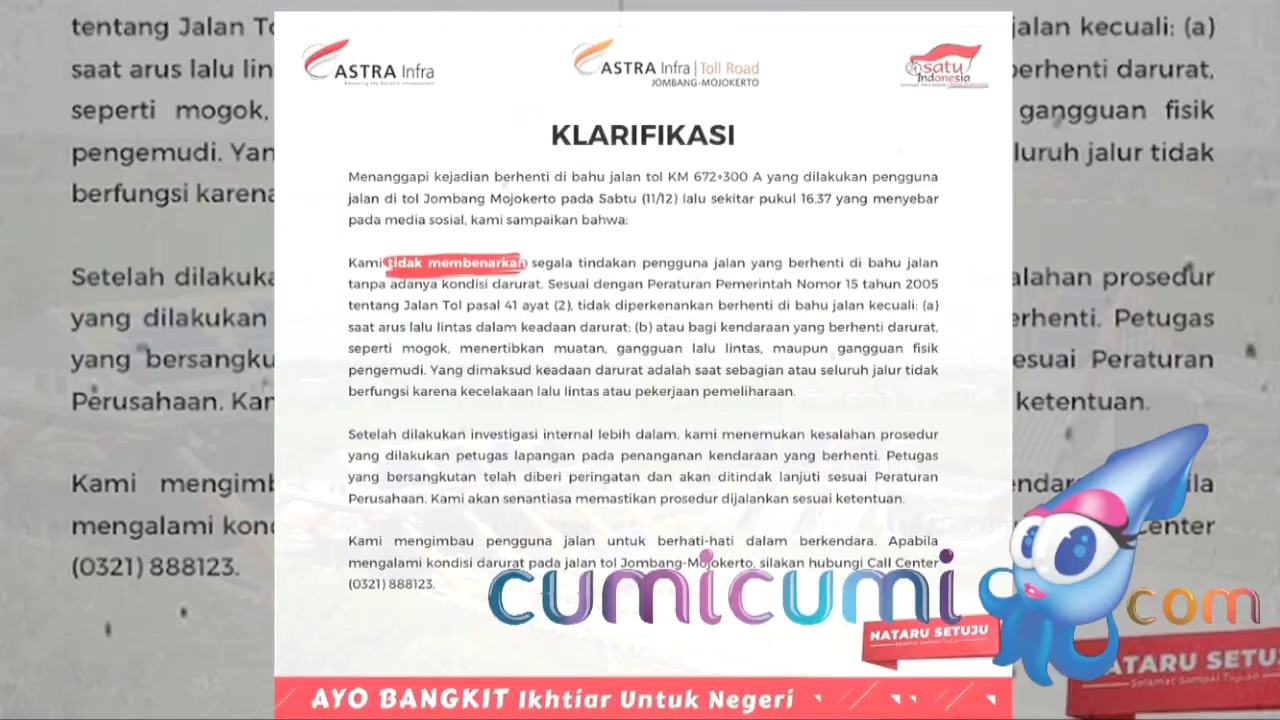 ASTRA Infra
ASTRA Infra | Toll Road
JOMBANG-MOJOKERTO
satu
Indonesia
KLARIFIKASI
Menanggapi kejadian berhenti di bahu jalan tol KM 672+300 A yang dilakukan pengguna
jalan di tol Jombang Mojokerto pada Sabtu (11/12) lalu sekitar pukul 16.37 yang menyebar
pada media sosial, kami sampaikan bahwa:
Kami tidak membenarkan segala tindakan pengguna jalan yang berhenti di bahu jalan
tanpa adanya kondisi darurat. Sesuai dengan Peraturan Pemerintah Nomor 15 tahun 2005
tentang Jalan Tol pasal 41 ayat (2), tidak diperkenankan berhenti di bahu jalan kecuali: (a)
saat arus lalu lintas dalam keadaan darurat; (b) atau bagi kendaraan yang berhenti darurat,
seperti mogok, menertibkan muatan, gangguan lalu lintas, maupun gangguan fisik
pengemudi. Yang dimaksud keadaan darurat adalah saat sebagian atau seluruh jalur tidak
berfungsi karena kecelakaan lalu lintas atau pekerjaan pemeliharaan.
Setelah dilakukan investigasi internal lebih dalam, kami menemukan kesalahan prosedur
yang dilakukan petugas lapangan pada penanganan kendaraan yang berhenti. Petugas
yang bersangkutan telah diberi peringatan dan akan ditindak lanjuti sesuai Peraturan
Perusahaan. Kami akan senantiasa memastikan prosedur dijalankan sesuai ketentuan.
Kami mengimbau pengguna jalan untuk berhati-hati dalam berkendara. Apabila
mengalami kondisi darurat pada jalan tol Jombang-Mojokerto, silakan hubungi Call Center
(0321) 888123.
cumicumi.com
NATARU SETUJU
Selamat Sampai Tujuan
AYO BANGKIT Ikhtiar Untuk Negeri